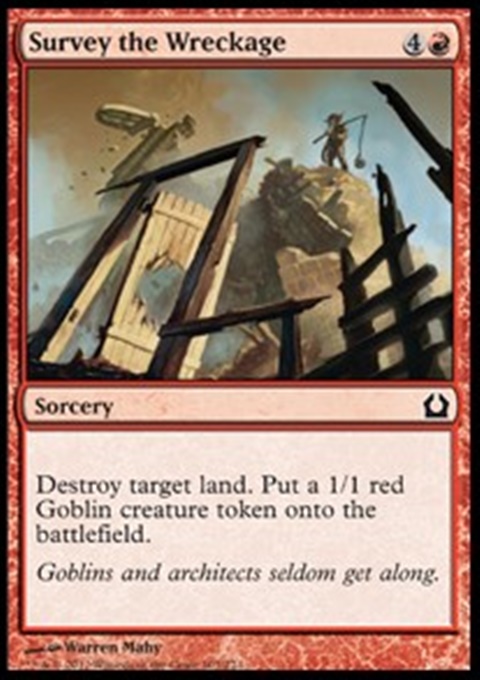 Survey the Wreckage 4
Sorcery
Destroy target land. Put a 1/1 red
Goblin creature token onto the
battlefield.
Goblins and architects seldom get along.
Warren Mahy